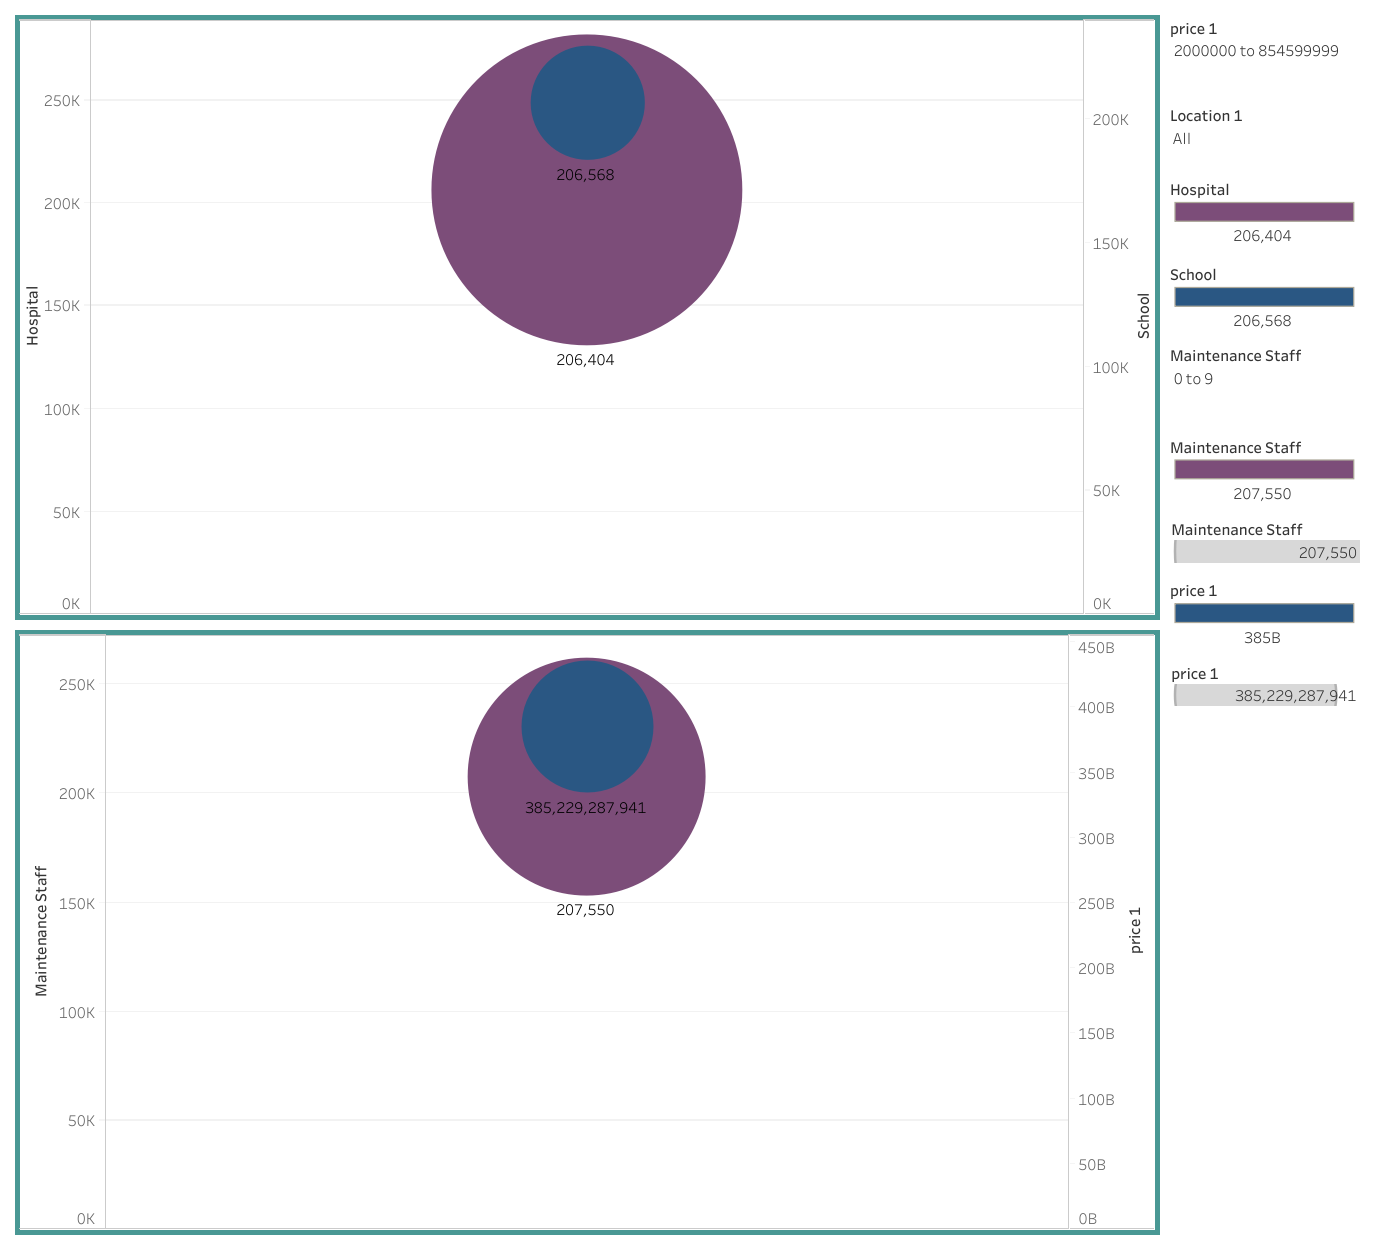 250K
200K
150K
100K
50K
0K
Hospital
206,568
206,404
200K
150K
100K
50K
0K
School
250K
200K
150K
100K
50K
0K
Maintenance Staff
385,229,287,941
207,550
450B
400B
350B
300B
250B
200B
150B
100B
50B
0B
price 1
price 1
2000000 to 854599999
Location 1
All
Hospital
206,404
School
206,568
Maintenance Staff
0 to 9
Maintenance Staff
207,550
Maintenance Staff
207,550
price 1
385B
price 1
385,229,287,941